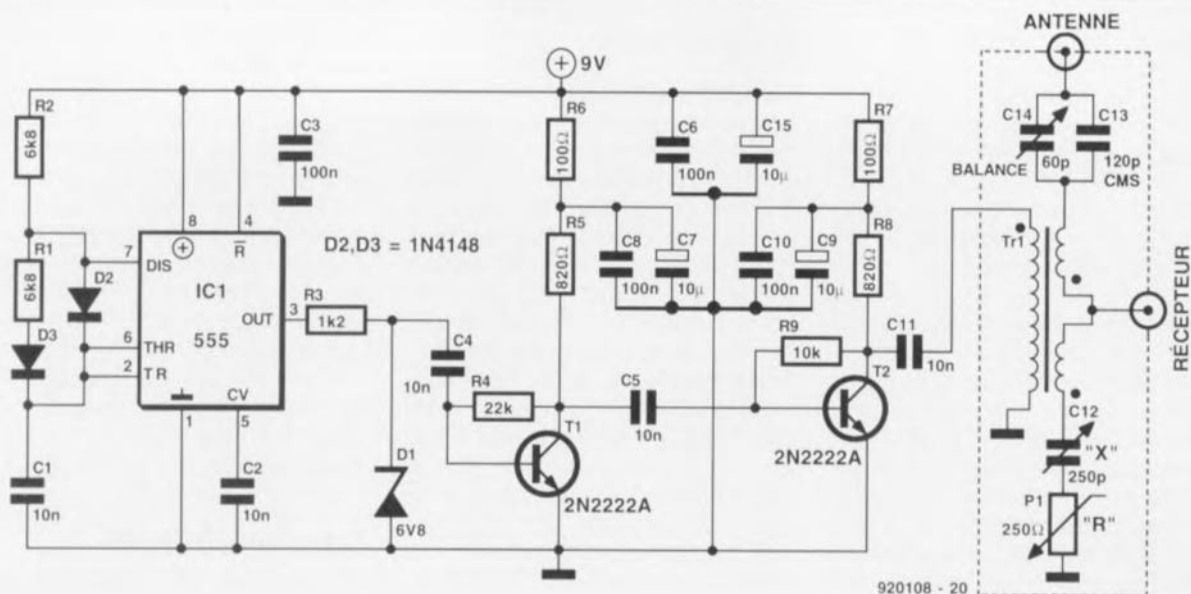 ANTENNE
9V
R2
6k8
C3
100n
R6
100Ω
C6
100n
C15
10µ
R7
100Ω
C14
60p
BALANCE
C13
120p
CMS
8
4
R
R1
6k8
D2
D3
7
DIS
6
THR
2
TR
IC1
555
OUT
3
CV
1
5
D2,D3 = 1N4148
R5
820Ω
C8
100n
C7
10µ
C10
100n
C9
10µ
R8
820Ω
Tr1
RÉCEPTEUR
R3
1k2
C4
10n
R4
22k
C5
10n
R9
10k
C11
10n
T1
2N2222A
T2
2N2222A
D1
6V8
C1
10n
C2
10n
C12
"X"
250p
P1
250Ω
"R"
920108 - 20